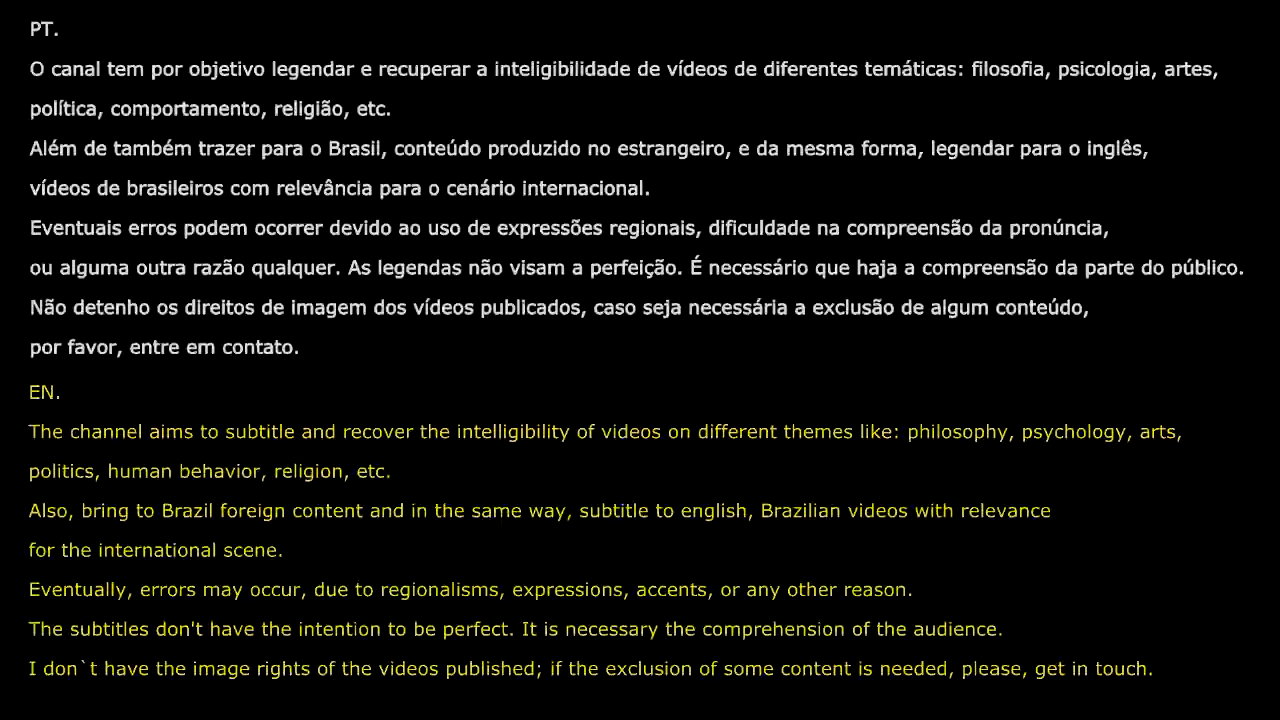 PT.
O canal tem por objetivo legendar e recuperar a inteligibilidade de vídeos de diferentes temáticas: filosofia, psicologia, artes,
política, comportamento, religião, etc.
Além de também trazer para o Brasil, conteúdo produzido no estrangeiro, e da mesma forma, legendar para o inglês,
vídeos de brasileiros com relevância para o cenário internacional.
Eventuais erros podem ocorrer devido ao uso de expressões regionais, dificuldade na compreensão da pronúncia,
ou alguma outra razão qualquer. As legendas não visam a perfeição. É necessário que haja a compreensão da parte do público.
Não detenho os direitos de imagem dos vídeos publicados, caso seja necessária a exclusão de algum conteúdo,
por favor, entre em contato.
EN.
The channel aims to subtitle and recover the intelligibility of videos on different themes like: philosophy, psychology, arts,
politics, human behavior, religion, etc.
Also, bring to Brazil foreign content and in the same way, subtitle to english, Brazilian videos with relevance
for the international scene.
Eventually, errors may occur, due to regionalisms, expressions, accents, or any other reason.
The subtitles don't have the intention to be perfect. It is necessary the comprehension of the audience.
I don`t have the image rights of the videos published; if the exclusion of some content is needed, please, get in touch.